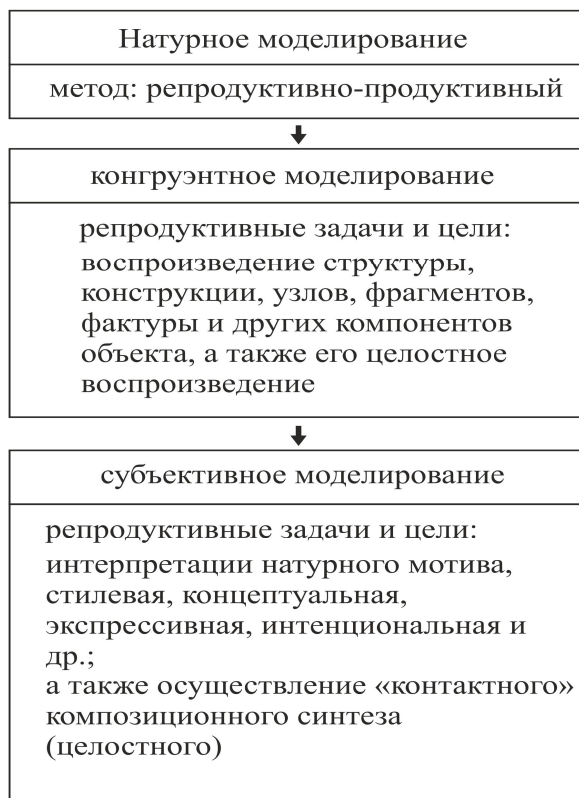 Натурное моделирование
метод: репродуктивно-продуктивный
конгруэнтное моделирование
репродуктивные задачи и цели:
воспроизведение структуры,
конструкции, узлов, фрагментов,
фактуры и других компонентов
объекта, а также его целостное
воспроизведение
субъективное моделирование
репродуктивные задачи и цели:
интерпретации натурного мотива,
стилевая, концептуальная,
экспрессивная, интенциональная и
др.;
а также осуществление «контактного»
композиционного синтеза
(целостного)